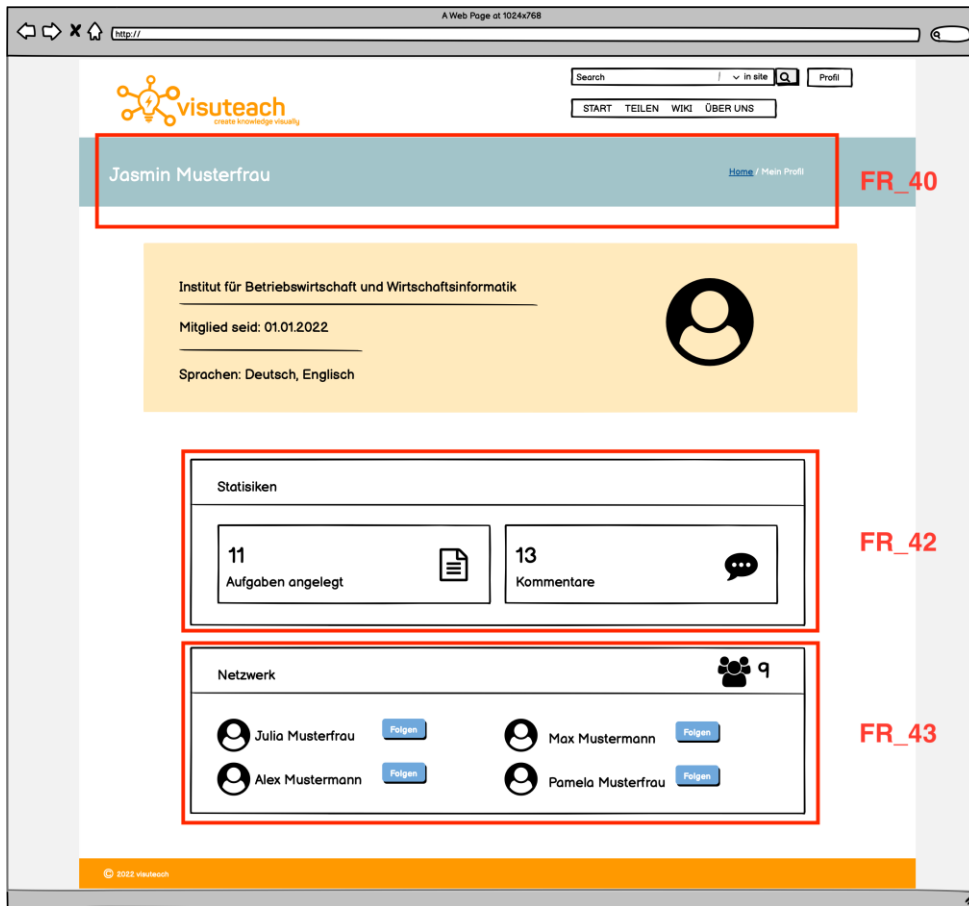 A Web Page at 1024x768
http://
Search in site Profil
visuteach
create knowledge visually
START TEILEN WIKI ÜBER UNS
Jasmin Musterfrau
Home / Mein Profil
FR_40
Institut für Betriebswirtschaft und Wirtschaftsinformatik
Mitglied seid: 01.01.2022
Sprachen: Deutsch, Englisch
Statisiken
11
Aufgaben angelegt
13
Kommentare
FR_42
Netzwerk
9
Julia Musterfrau Folgen
Max Mustermann Folgen
Alex Mustermann Folgen
Pamela Musterfrau Folgen
FR_43
© 2022 visuteach